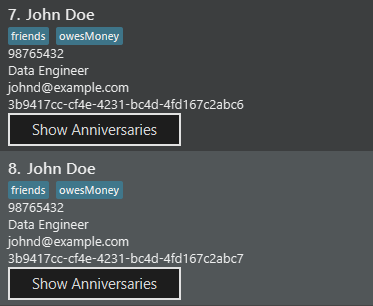 7. John Doe
friends owesMoney
98765432
Data Engineer
johnd@example.com
3b9417cc-cf4e-4231-bc4d-4fd167c2abc6
Show Anniversaries
8. John Doe
friends owesMoney
98765432
Data Engineer
johnd@example.com
3b9417cc-cf4e-4231-bc4d-4fd167c2abc7
Show Anniversaries